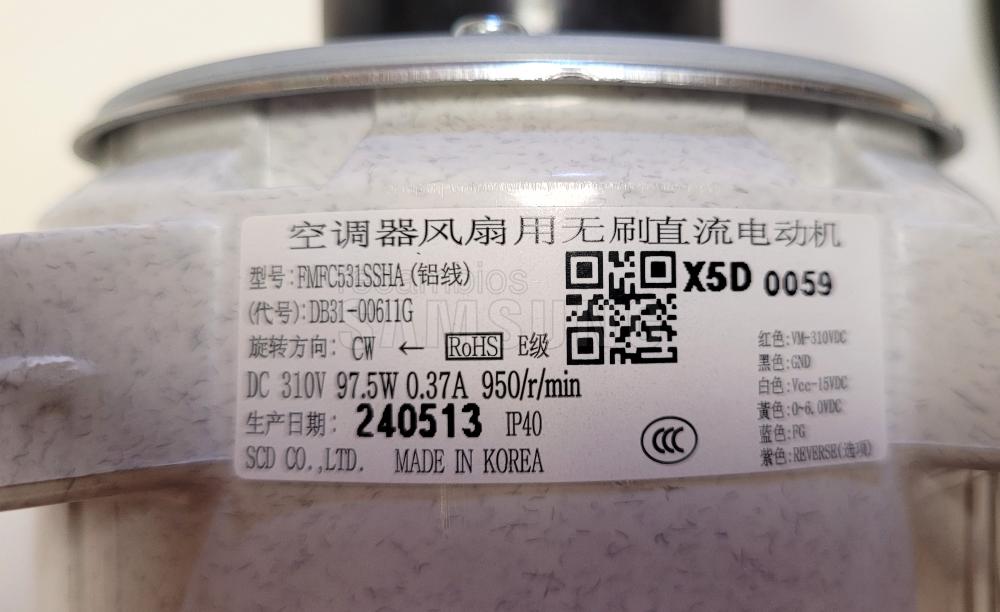 空调器风扇用无刷直流电动机
型号:FMFC531SSHA(铝线)
(代号):DB31-00611G
旋转方向: CW ← RoHS E级
DC 310V 97.5W 0.37A 950/r/min
生产日期: 240513 IP40
SCD CO.,LTD. MADE IN KOREA
X5D 0059
CCC
红色:VM-310VDC
黑色:GND
白色:Vcc-15VDC
黄色:0~6.0VDC
蓝色:FG
紫色:REVERSE(选项)